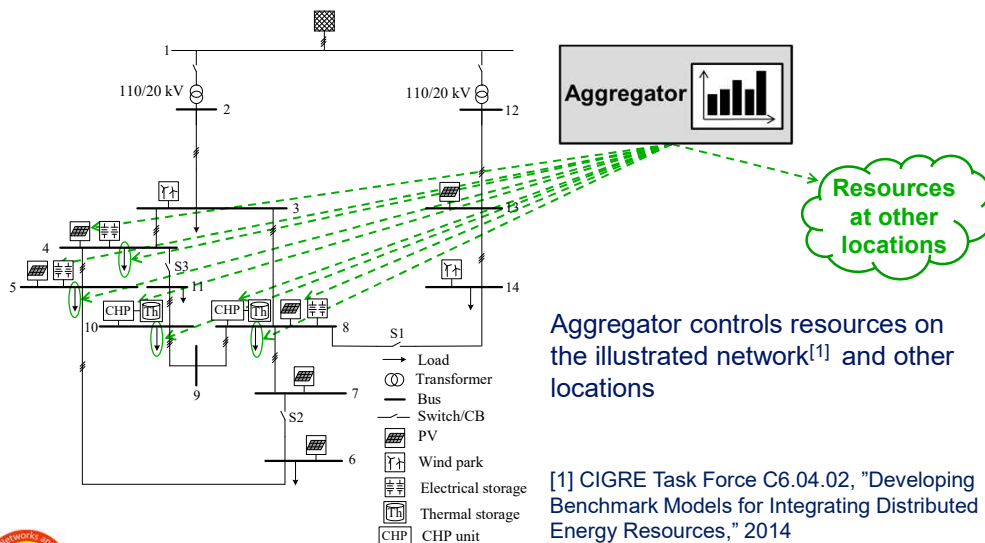 1
110/20 kV
110/20 kV
2
12
Aggregator
Resources
at other
locations
3
13
4
S3
5
11
14
CHP
Th
CHP
Th
10
8
S1
9
Load
Transformer
Bus
7
Switch/CB
S2
PV
6
Wind park
Electrical storage
Th Thermal storage
CHP CHP unit
Aggregator controls resources on
the illustrated network[1] and other
locations
[1] CIGRE Task Force C6.04.02, ”Developing
Benchmark Models for Integrating Distributed
Energy Resources,” 2014